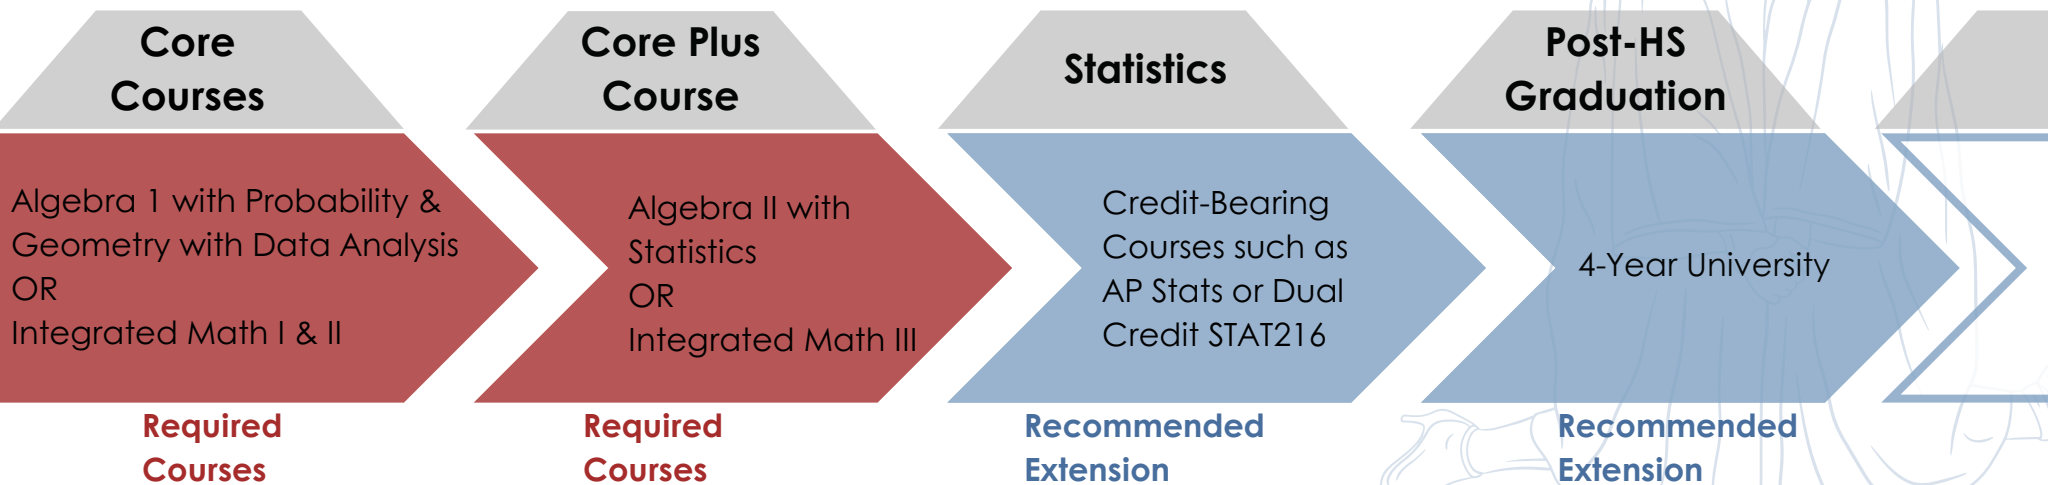 Core
Courses
Core Plus
Course
Statistics
Post-HS
Graduation
Algebra 1 with Probability &
Geometry with Data Analysis
OR
Integrated Math I & II
Algebra II with
Statistics
OR
Integrated Math III
Credit-Bearing
Courses such as
AP Stats or Dual
Credit STAT216
4-Year University
Required
Courses
Required
Courses
Recommended
Extension
Recommended
Extension